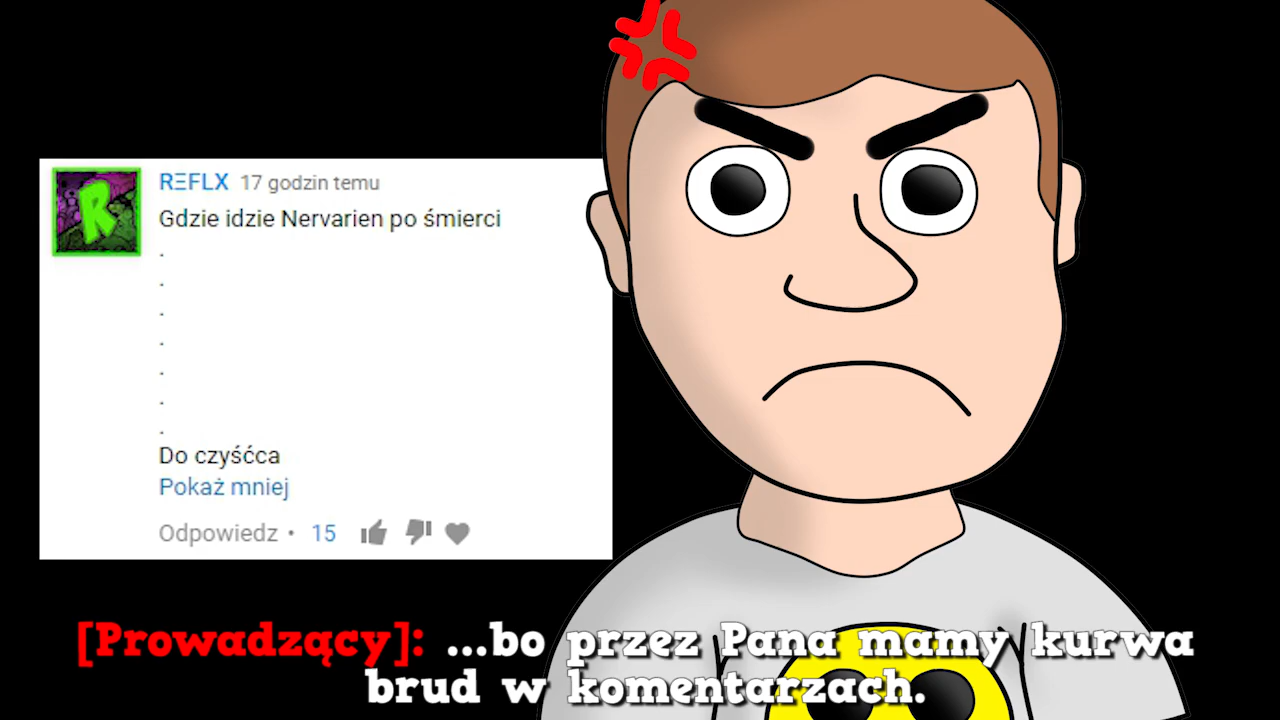 RΞFLX 17 godzin temu
Gdzie idzie Nervarien po śmierci
.
.
.
.
.
.
.
Do czyśćca
Pokaż mniej
Odpowiedz • 15
[Prowadzący]: ...bo przez Pana mamy kurwa
brud w komentarzach.